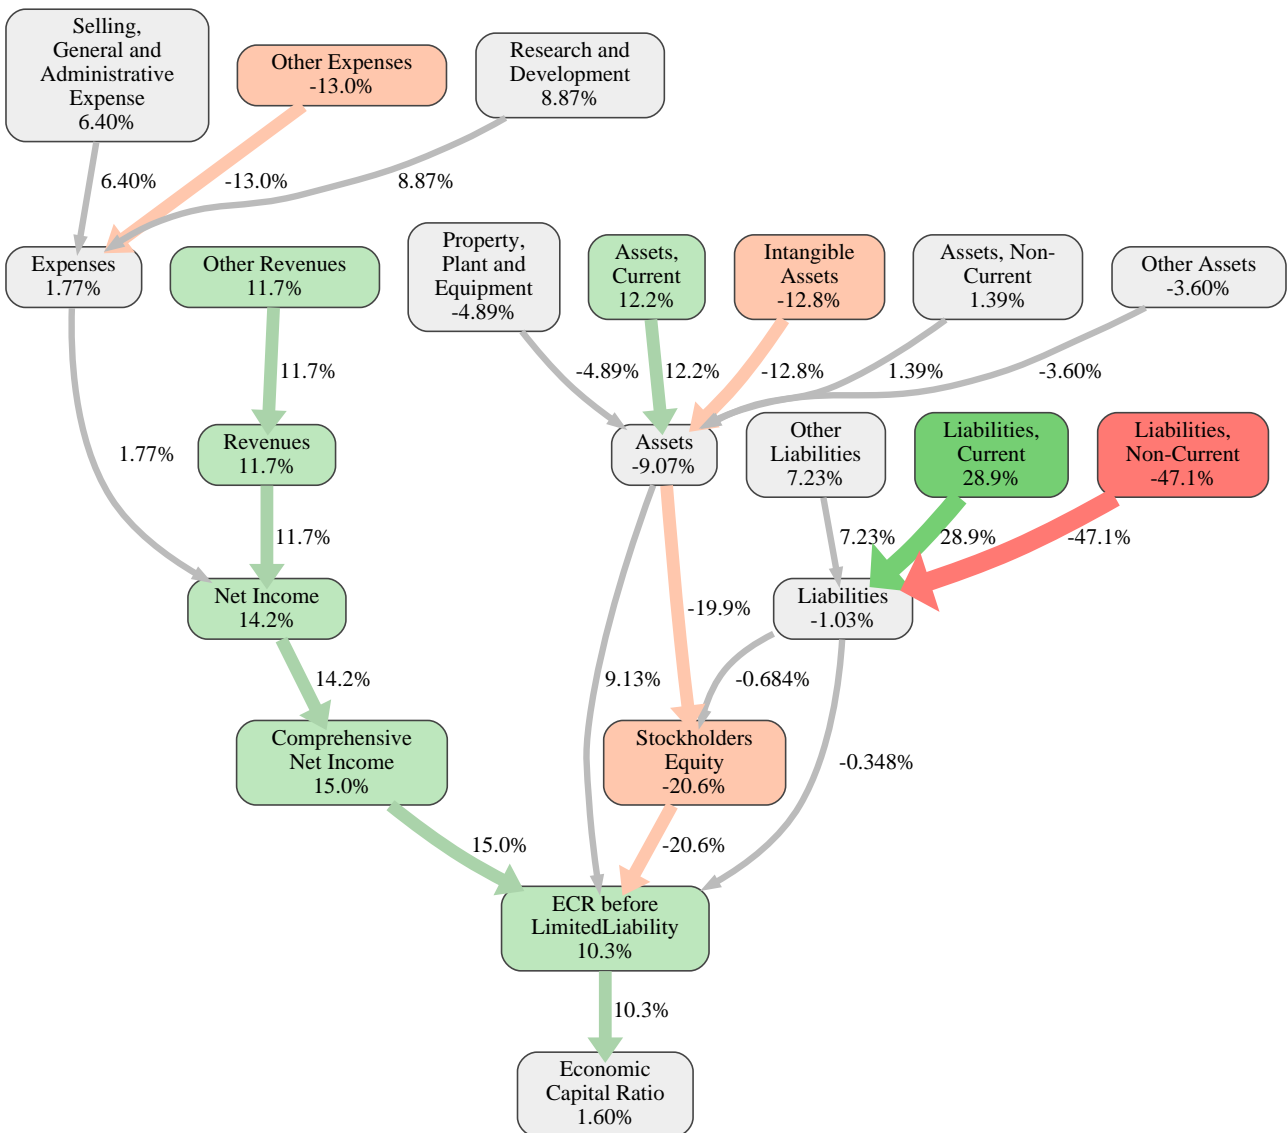 Selling,
General and
Administrative
Expense
6.40%
Other Expenses
-13.0%
Research and
Development
8.87%
6.40%
-13.0%
8.87%
Expenses
1.77%
Other Revenues
11.7%
Property,
Plant and
Equipment
-4.89%
Assets,
Current
12.2%
Intangible
Assets
-12.8%
Assets, Non-
Current
1.39%
Other Assets
-3.60%
11.7%
-4.89%
12.2%
-12.8%
1.39%
-3.60%
1.77%
Revenues
11.7%
Assets
-9.07%
Other
Liabilities
7.23%
Liabilities,
Current
28.9%
Liabilities,
Non-Current
-47.1%
11.7%
7.23%
28.9%
-47.1%
Net Income
14.2%
Liabilities
-1.03%
-19.9%
14.2%
9.13%
-0.684%
Comprehensive
Net Income
15.0%
Stockholders
Equity
-20.6%
-0.348%
15.0%
-20.6%
ECR before
LimitedLiability
10.3%
10.3%
Economic
Capital Ratio
1.60%